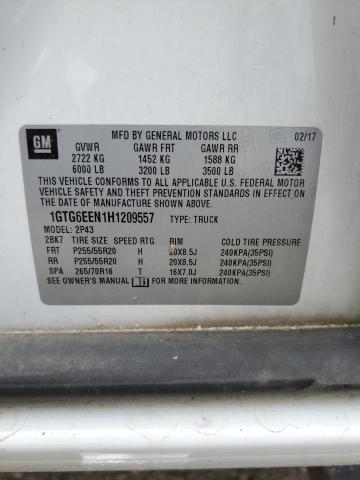 GM
MFD BY GENERAL MOTORS LLC 02/17
GVWR GAWR FRT GAWR RR
2722 KG 1452 KG 1588 KG
6000 LB 3200 LB 3500 LB
THIS VEHICLE CONFORMS TO ALL APPLICABLE U.S. FEDERAL MOTOR
VEHICLE SAFETY AND THEFT PREVENTION STANDARDS IN EFFECT ON
THE DATE OF MANUFACTURE SHOWN ABOVE.
1GTG6EEN1H1209557 TYPE: TRUCK
MODEL: 2P43
2BK7 TIRE SIZE SPEED RTG RIM COLD TIRE PRESSURE
FRT P255/55R20 H 20X8.5J 240KPA(35PSI)
RR P255/55R20 H 20X8.5J 240KPA(35PSI)
SPA 265/70R16 T 16X7.0J 240KPA(35PSI)
SEE OWNER'S MANUAL FOR MORE INFORMATION.